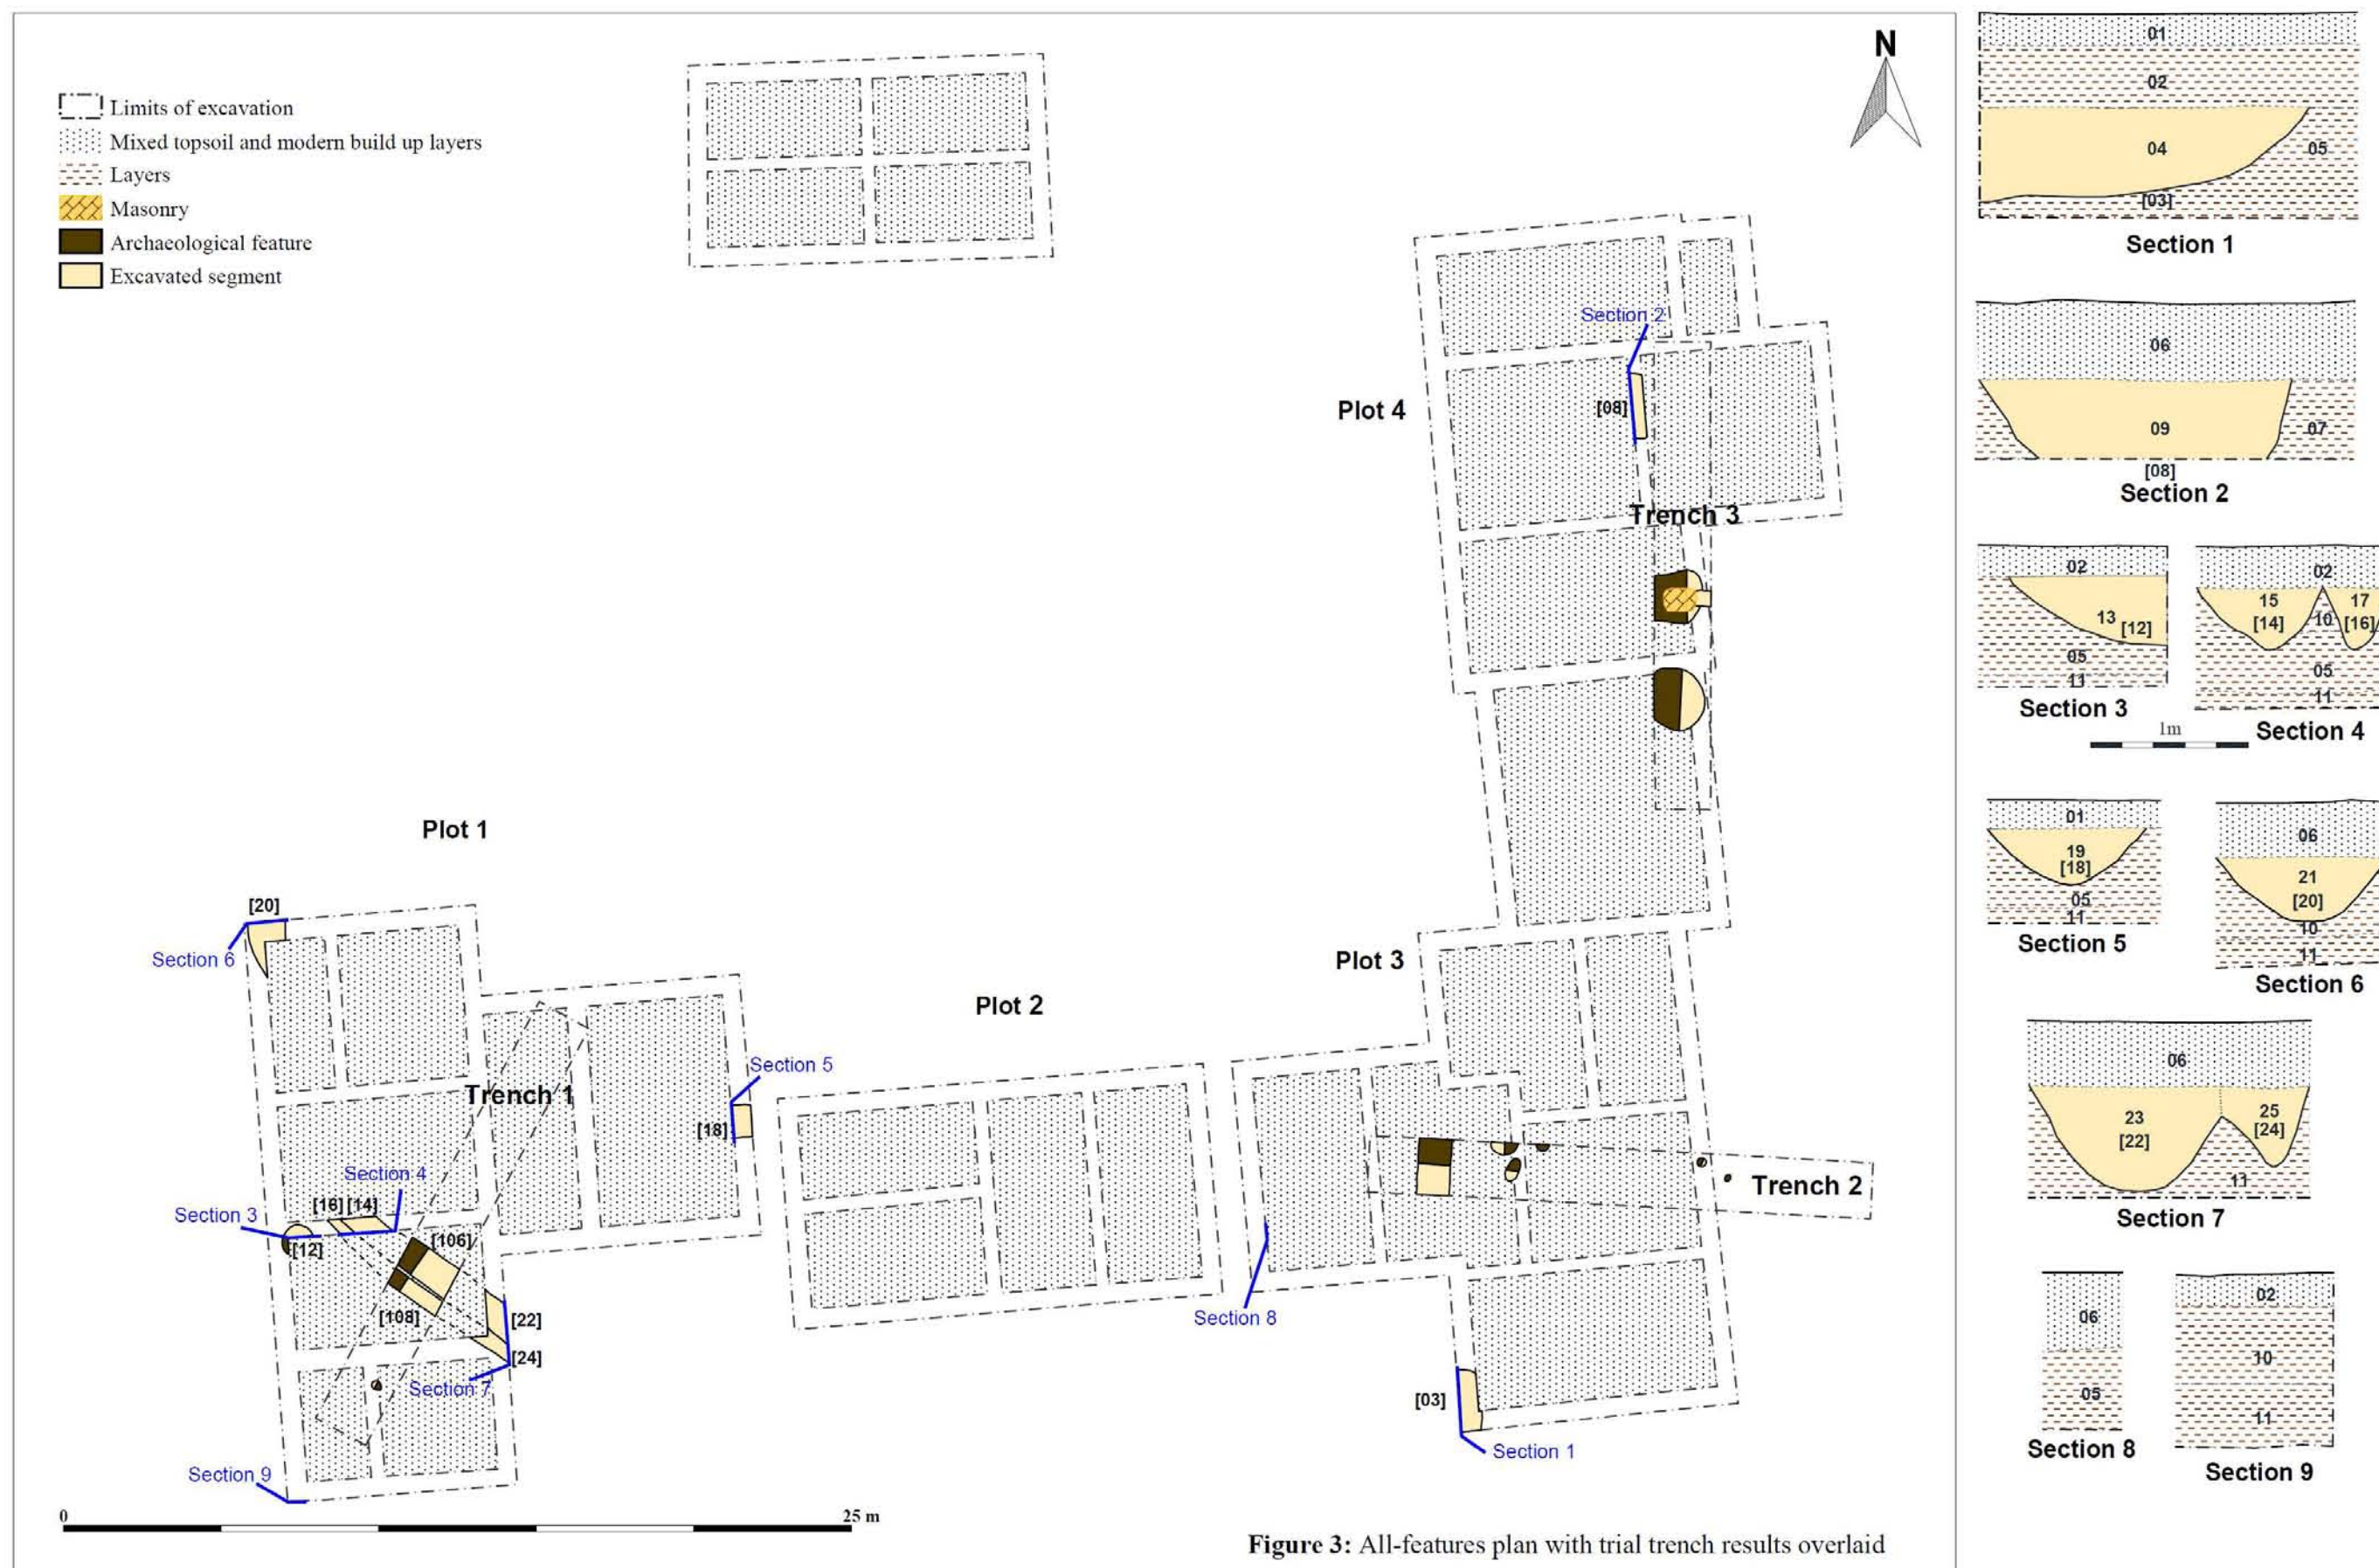 N
Limits of excavation
Mixed topsoil and modern build up layers
Layers
Masonry
Archaeological feature
Excavated segment
Section 2
Plot 4
[08]
Trench 3
Plot 1
[20]
Section 6
Plot 3
Plot 2
Section 5
Trench 1
[18]
Section 4
Trench 2
[16] [14]
Section 3
[12]
[106]
[108]
[22]
Section 8
[24]
Section 7
[03]
Section 1
Section 9
0 25 m
Figure 3: All-features plan with trial trench results overlaid
01
02
04
05
[03]
Section 1
06
09
07
[08]
Section 2
02
13 [12]
05
11
Section 3
02
15 17
[14] 10 [16]
05
11
Section 4
1m
01
19
[18]
05
11
Section 5
06
21
[20]
10
11
Section 6
06
23 25
[22] [24]
11
Section 7
06
05
Section 8
02
10
11
Section 9